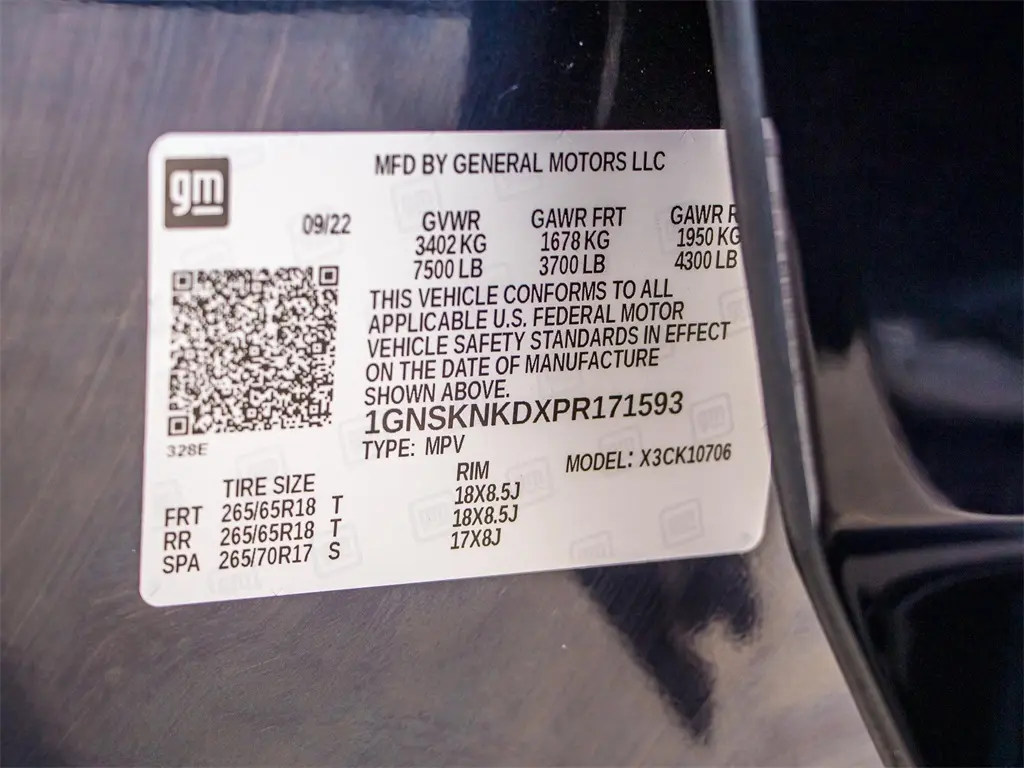 gm
MFD BY GENERAL MOTORS LLC
09/22 GVWR GAWR FRT GAWR R
3402 KG 1678 KG 1950 KG
7500 LB 3700 LB 4300 LB
THIS VEHICLE CONFORMS TO ALL
APPLICABLE U.S. FEDERAL MOTOR
VEHICLE SAFETY STANDARDS IN EFFECT
ON THE DATE OF MANUFACTURE
SHOWN ABOVE.
1GNSKNKDXPR171593
328E
TYPE: MPV
MODEL: X3CK10706
TIRE SIZE RIM
FRT 265/65R18 T 18X8.5J
RR 265/65R18 T 18X8.5J
SPA 265/70R17 S 17X8J